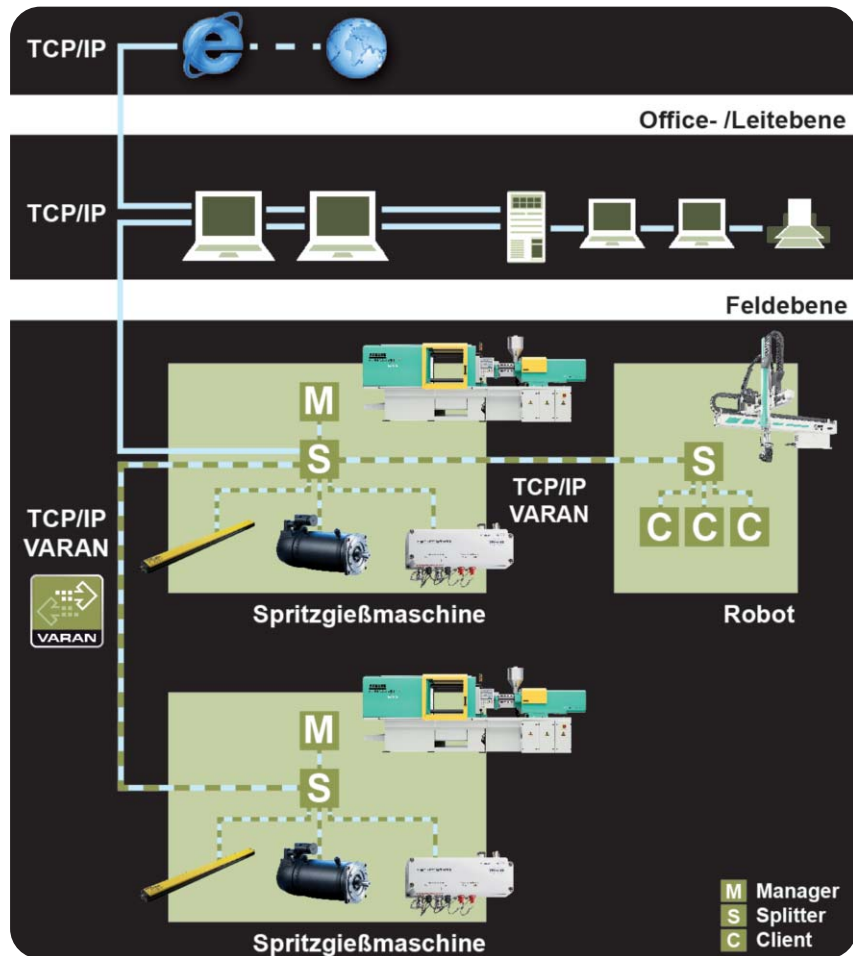 TCP/IP
Office- /Leitebene
TCP/IP
Feldebene
M
S
S
TCP/IP
VARAN
C C C
TCP/IP
VARAN
VARAN
Spritzgießmaschine
Robot
M
S
M Manager
S Splitter
C Client
Spritzgießmaschine